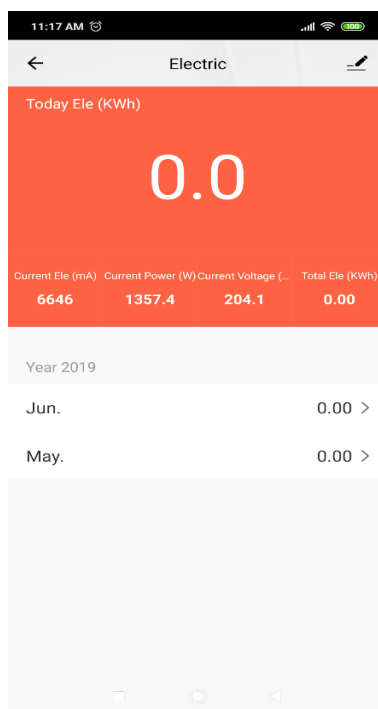 11:17 AM 100
Electric
Today Ele (KWh)
0.0
Current Ele (mA) Current Power (W) Current Voltage (... Total Ele (KWh)
6646 1357.4 204.1 0.00
Year 2019
Jun. 0.00 >
May. 0.00 >